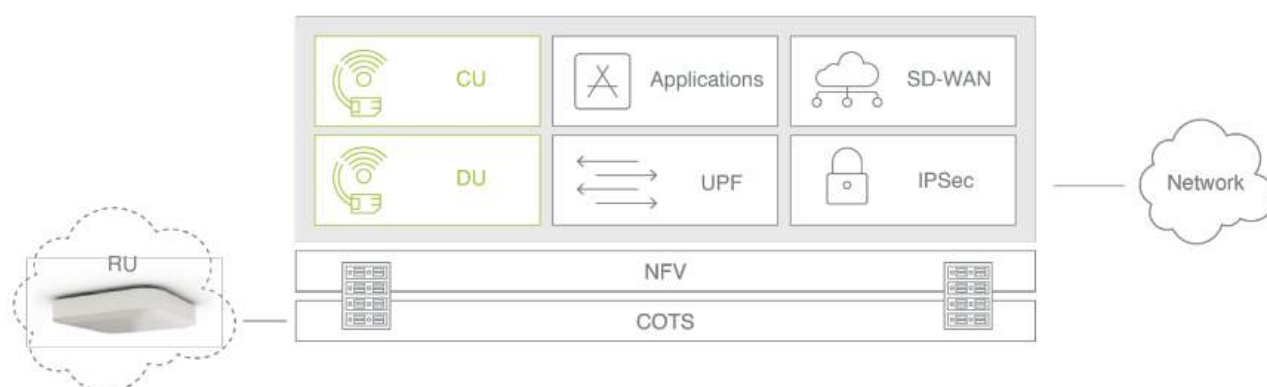 CU
Applications
SD-WAN
DU
UPF
IPSec
Network
RU
NFV
COTS